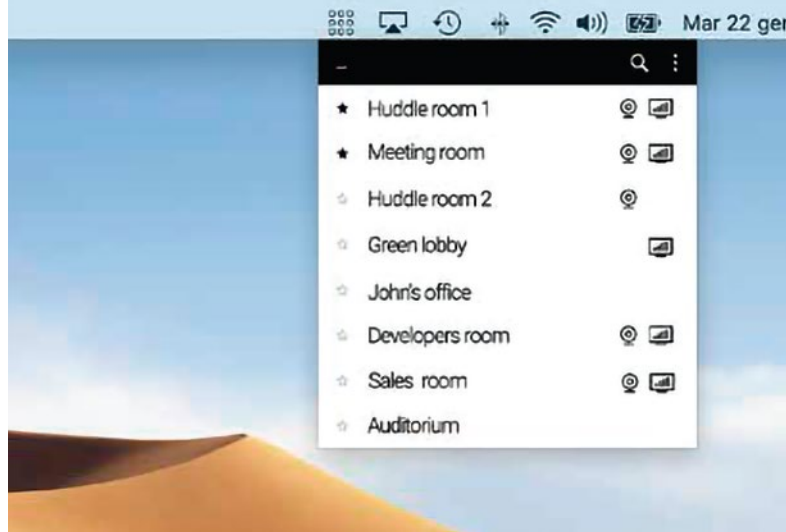 Mar 22 ger
Huddle room 1
Meeting room
Huddle room 2
Green lobby
John's office
Developers room
Sales room
Auditorium